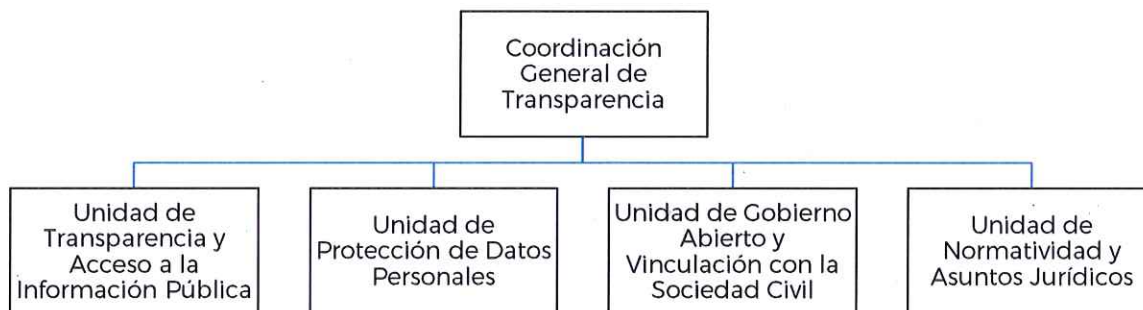 Coordinación
General de
Transparencia
Unidad de
Transparencia y
Acceso a la
Información Pública
Unidad de
Protección de Datos
Personales
Unidad de Gobierno
Abierto y
Vinculación con la
Sociedad Civil
Unidad de
Normatividad y
Asuntos Jurídicos